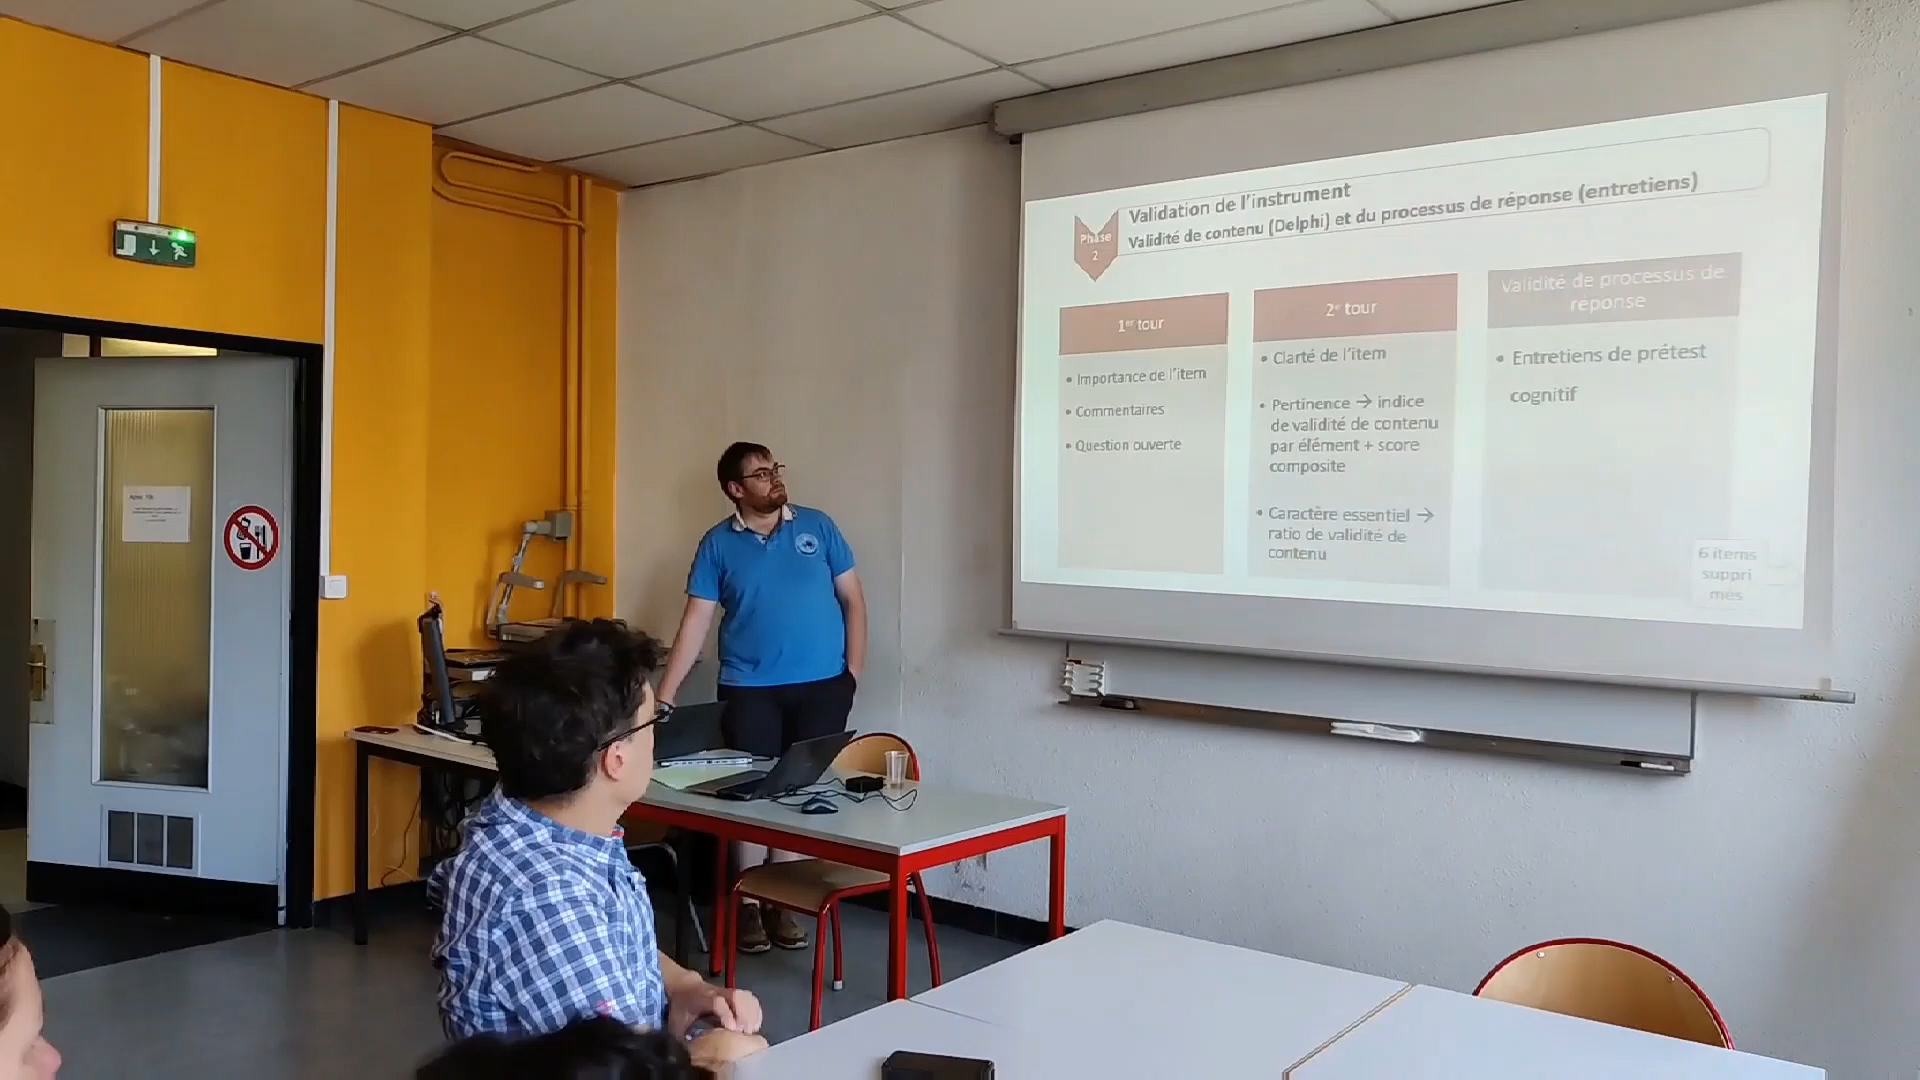 Validation de l'instrument
Validité de contenu (Delphi) et du processus de réponse (entretiens)
Phase
2
1er tour
• Importance de l'item
• Commentaires
• Question ouverte
2e tour
• Clarté de l'item
• Pertinence → indice
de validité de contenu
par élément + score
composite
• Caractère essentiel →
ratio de validité de
contenu
Validité de processus de
réponse
• Entretiens de prétest
cognitif
6 items
suppri
més